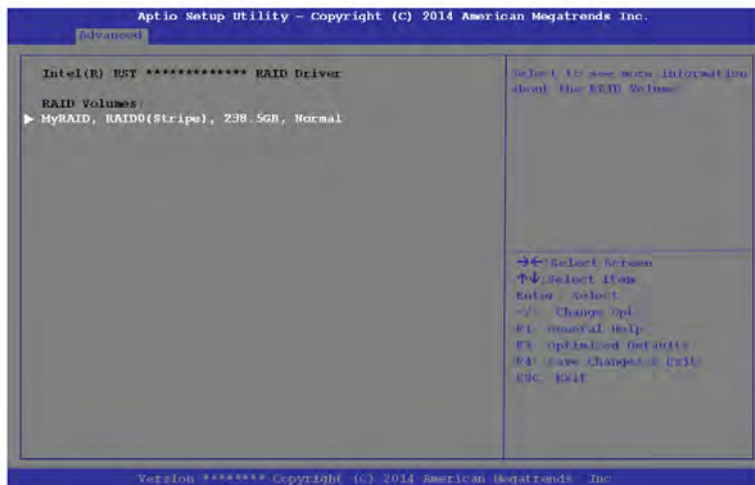 Aptio Setup Utility – Copyright (C) 2014 American Megatrends Inc.
Advanced
Intel(R) RST ************* RAID Driver
RAID Volumes:
MyRAID, RAID0(Stripe), 238.5GB, Normal
Select to see more information
about the RAID Volume
→←:Select Screen
↑↓:Select Item
Enter: Select
+/-: Change Opt
F1: General Help
F3: Optimized Defaults
F4: Save Changes & Exit
ESC: Exit
Version ******** Copyright (C) 2014 American Megatrends Inc